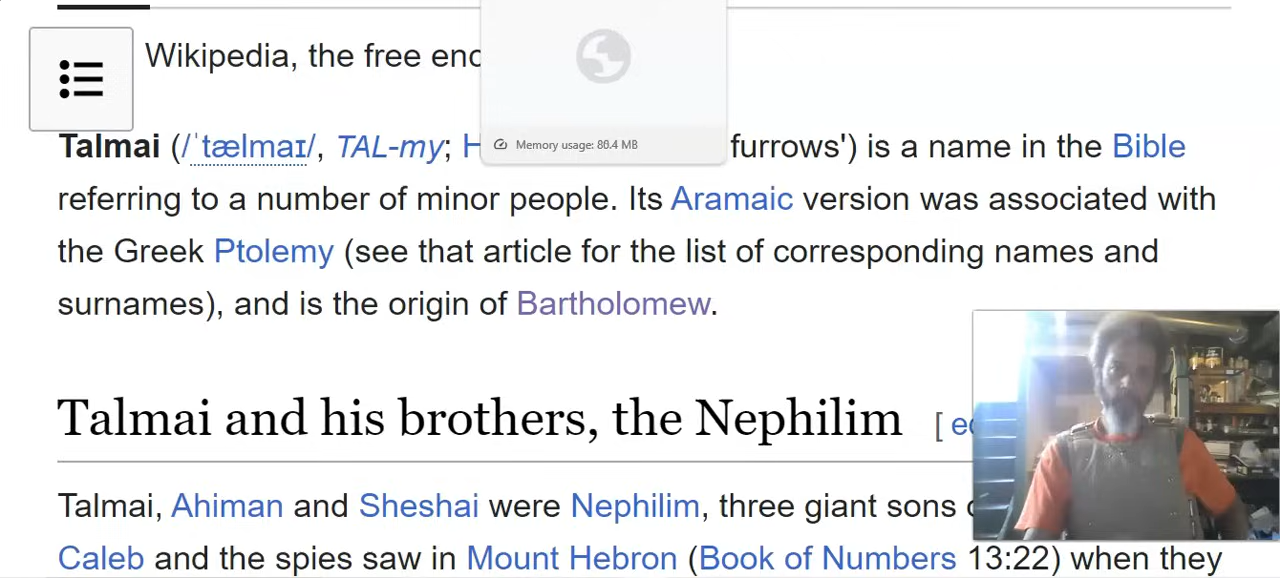 Wikipedia, the free enc
Memory usage: 86.4 MB
Talmai (/ˈtælmaɪ/, TAL-my; H furrows') is a name in the Bible
referring to a number of minor people. Its Aramaic version was associated with
the Greek Ptolemy (see that article for the list of corresponding names and
surnames), and is the origin of Bartholomew.
Talmai and his brothers, the Nephilim [ ed
Talmai, Ahiman and Sheshai were Nephilim, three giant sons
Caleb and the spies saw in Mount Hebron (Book of Numbers 13:22) when they